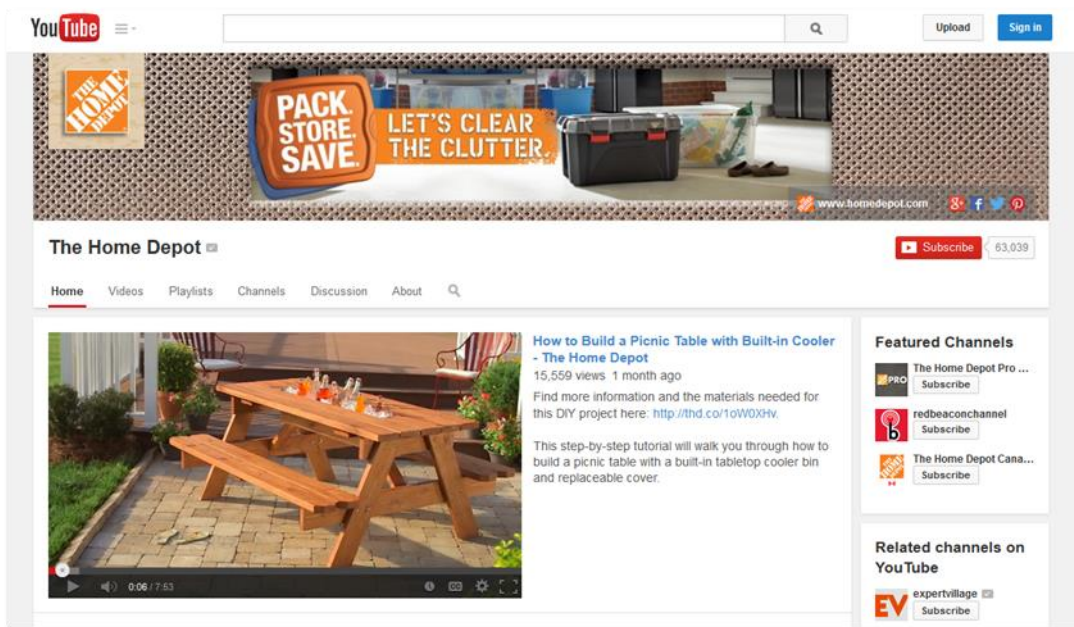 YouTube
Upload
Sign in
THE HOME DEPOT
PACK.
STORE.
SAVE.
LET'S CLEAR
THE CLUTTER.
www.homedepot.com
The Home Depot
Subscribe 63,039
Home Videos Playlists Channels Discussion About
How to Build a Picnic Table with Built-in Cooler
- The Home Depot
15,559 views 1 month ago
Find more information and the materials needed for
this DIY project here: http://thd.co/1oW0XHv.
This step-by-step tutorial will walk you through how to
build a picnic table with a built-in tabletop cooler bin
and replaceable cover.
0:06 / 7:53
CC
Featured Channels
PRO
The Home Depot Pro ...
Subscribe
redbeaconchannel
Subscribe
The Home Depot Cana...
Subscribe
Related channels on
YouTube
EV
expertvillage
Subscribe